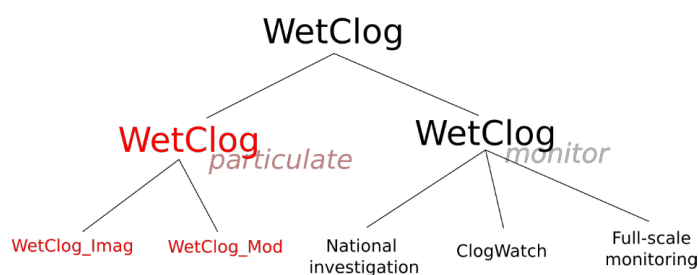 WetClog
WetClog
particulate
WetClog
monitor
WetClog_Imag
WetClog_Mod
National
investigation
ClogWatch
Full-scale
monitoring